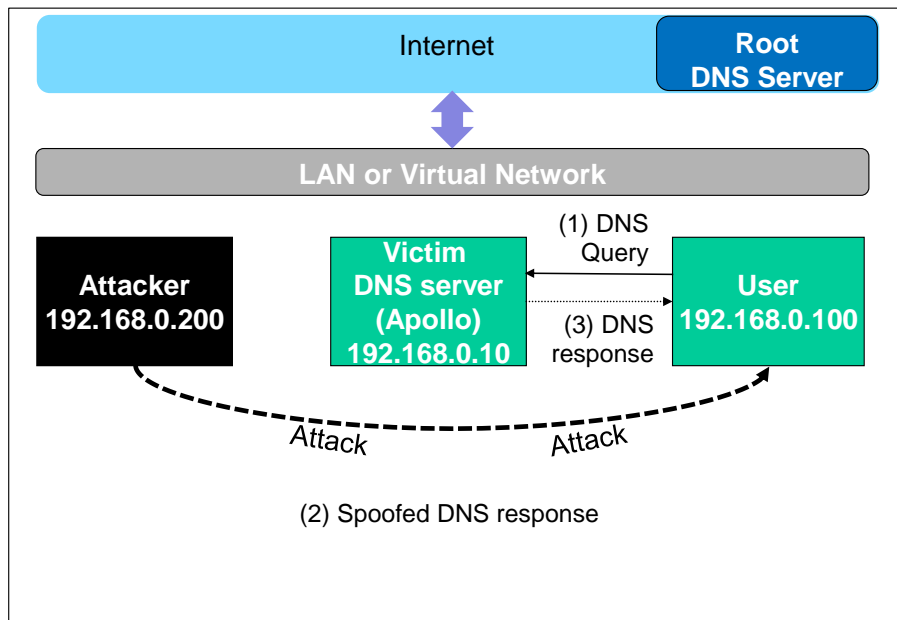 Internet
Root
DNS Server
LAN or Virtual Network
(1) DNS
Query
Attacker
192.168.0.200
Victim
DNS server
(Apollo)
192.168.0.10
User
192.168.0.100
(3) DNS
response
Attack
Attack
(2) Spoofed DNS response